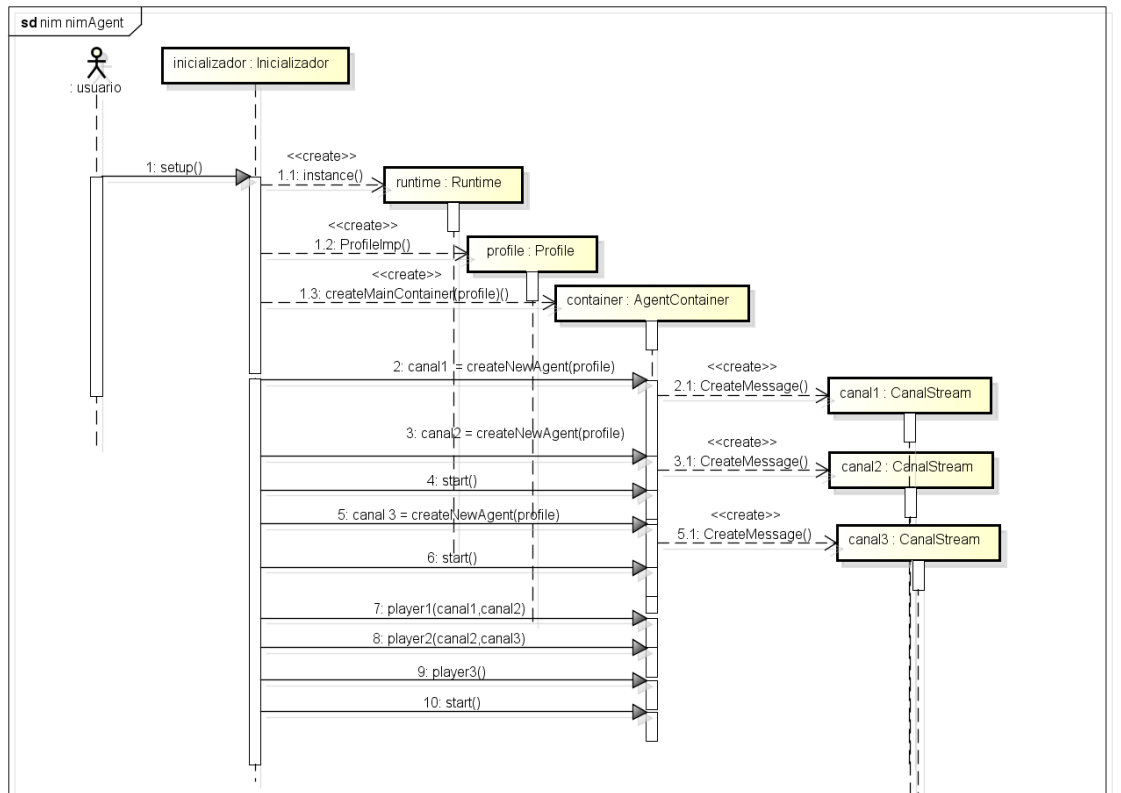 sd nim nimAgent
: usuario
inicializador : Inicializador
1: setup()
<<create>>
1.1: instance()
runtime : Runtime
<<create>>
1.2: ProfileImp()
profile : Profile
<<create>>
1.3: createMainContainer(profile)()
container : AgentContainer
2: canal1 = createNewAgent(profile)
<<create>>
2.1: CreateMessage()
canal1 : CanalStream
3: canal2 = createNewAgent(profile)
<<create>>
3.1: CreateMessage()
canal2 : CanalStream
4: start()
5: canal 3 = createNewAgent(profile)
<<create>>
5.1: CreateMessage()
canal3 : CanalStream
6: start()
7: player1(canal1,canal2)
8: player2(canal2,canal3)
9: player3()
10: start()